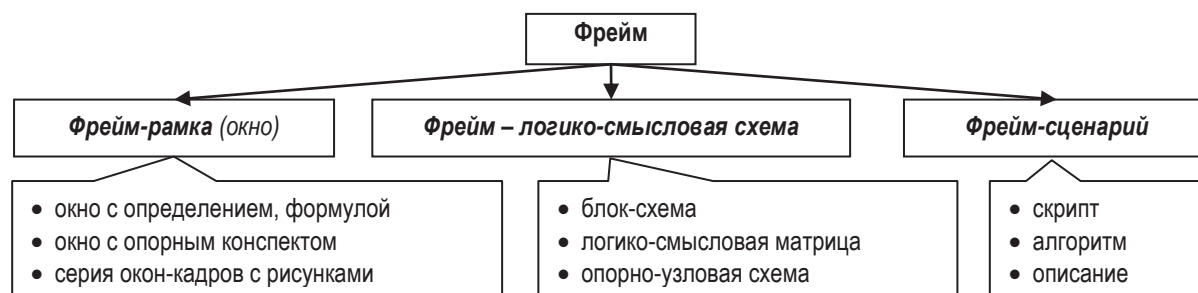 Фрейм
Фрейм-рамка (окно)
Фрейм – логико-смысловая схема
Фрейм-сценарий
• окно с определением, формулой
• окно с опорным конспектом
• серия окон-кадров с рисунками
• блок-схема
• логико-смысловая матрица
• опорно-узловая схема
• скрипт
• алгоритм
• описание